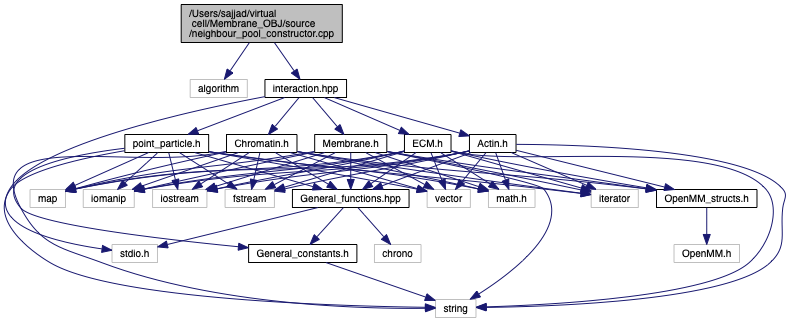 /Users/sajjad/virtual
cell/Membrane_OBJ/source
/neighbour_pool_constructor.cpp
algorithm
interaction.hpp
point_particle.h
Chromatin.h
Membrane.h
ECM.h
Actin.h
map
iomanip
iostream
fstream
General_functions.hpp
vector
math.h
iterator
OpenMM_structs.h
stdio.h
General_constants.h
chrono
OpenMM.h
string